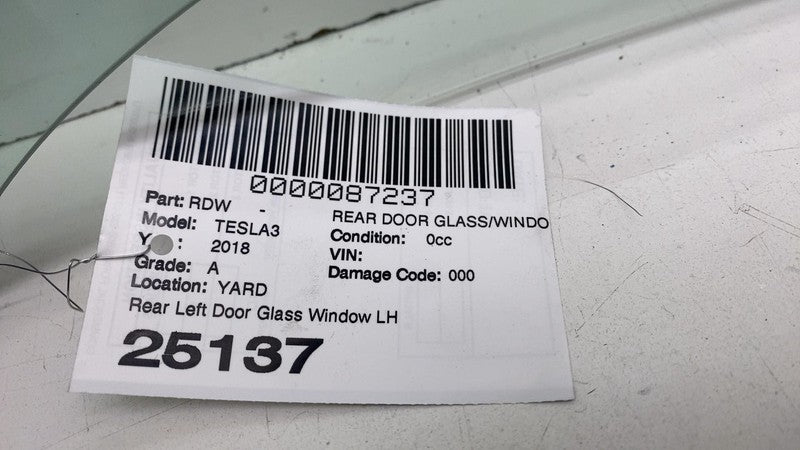 0000087237
Part: RDW - REAR DOOR GLASS/WINDO
Model: TESLA3 Condition: 0cc
Y : 2018 VIN:
Grade: A Damage Code: 000
Location: YARD
Rear Left Door Glass Window LH
25137